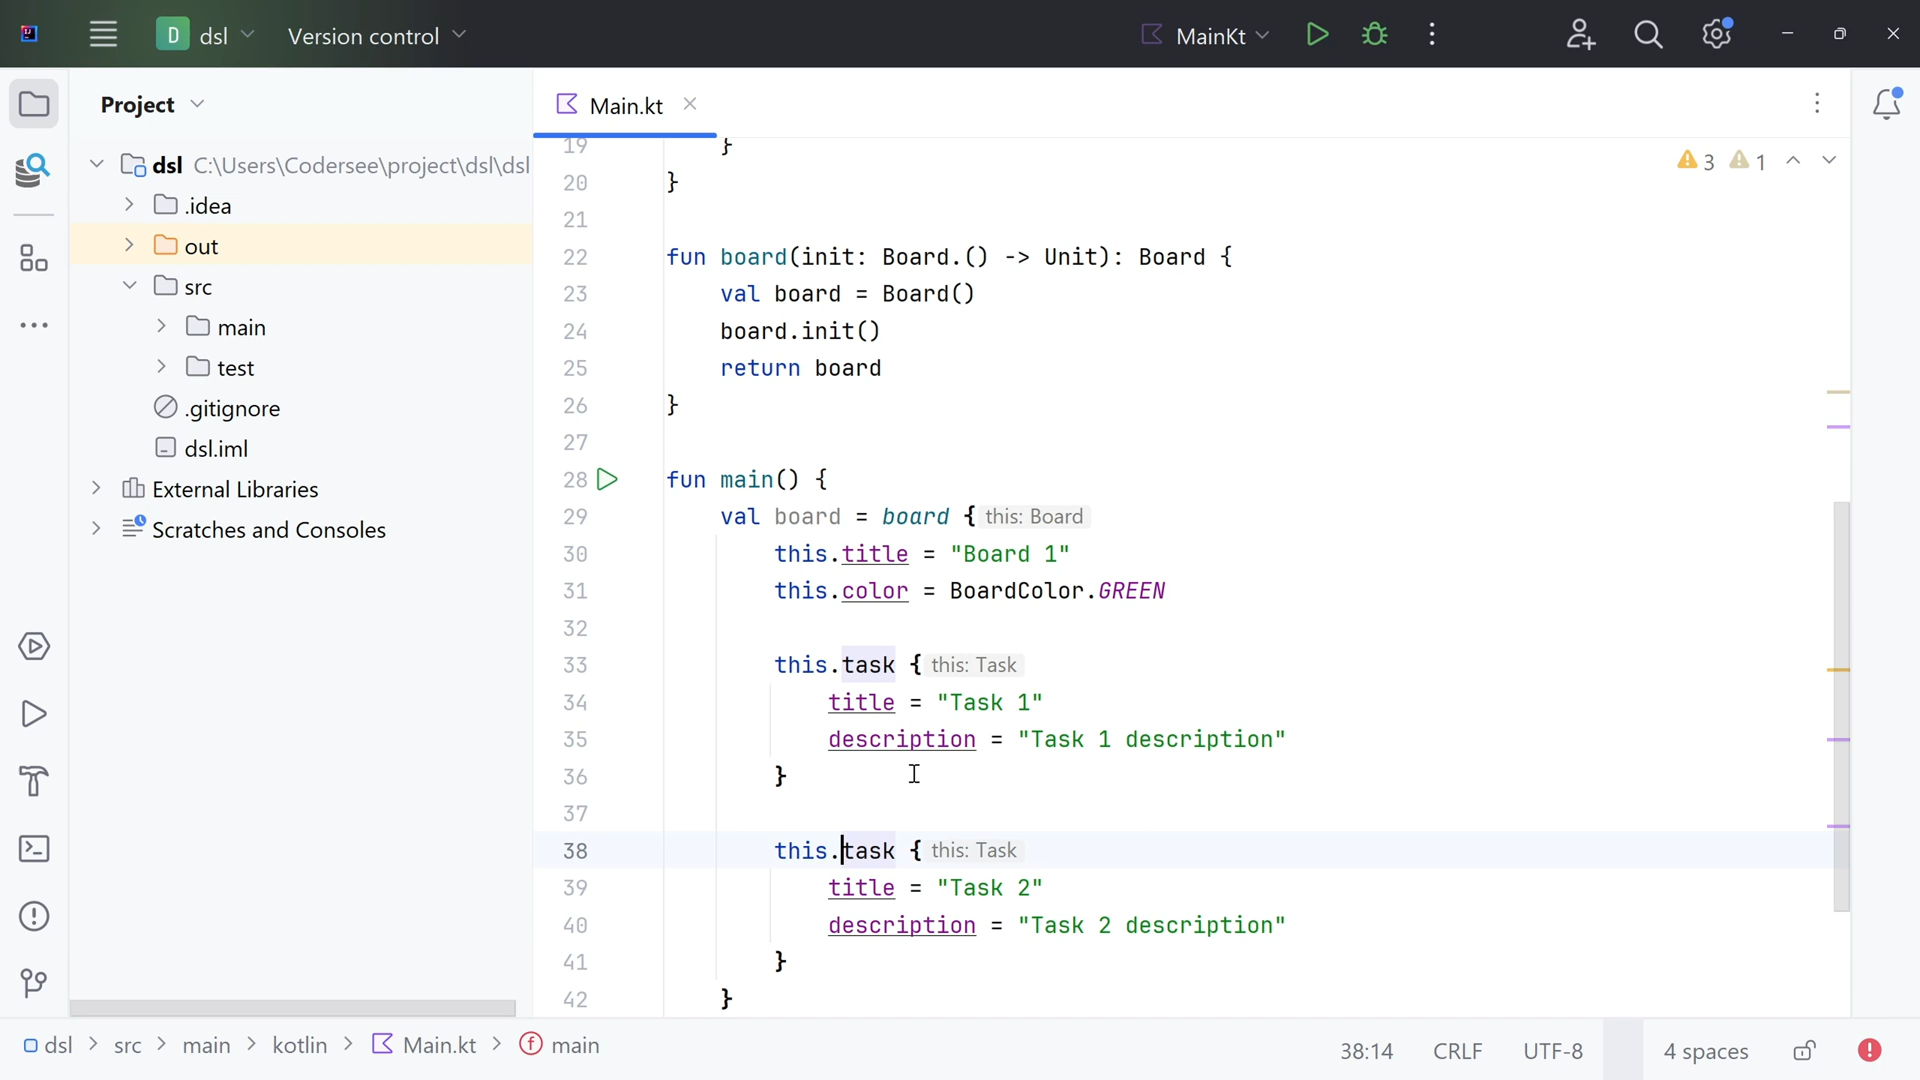 D dsl Version control MainKt
Project
Main.kt
dsl C:\Users\Codersee\project\dsl\dsl
.idea
out
src
main
test
.gitignore
dsl.iml
External Libraries
Scratches and Consoles
3 1
19 }
20 }
21
22 fun board(init: Board.() -> Unit): Board {
23 val board = Board()
24 board.init()
25 return board
26 }
27
28 fun main() {
29 val board = board { this: Board
30 this.title = "Board 1"
31 this.color = BoardColor.GREEN
32
33 this.task { this: Task
34 title = "Task 1"
35 description = "Task 1 description"
36 }
37
38 this.task { this: Task
39 title = "Task 2"
40 description = "Task 2 description"
41 }
42 }
dsl > src > main > kotlin > Main.kt > main
38:14 CRLF UTF-8 4 spaces